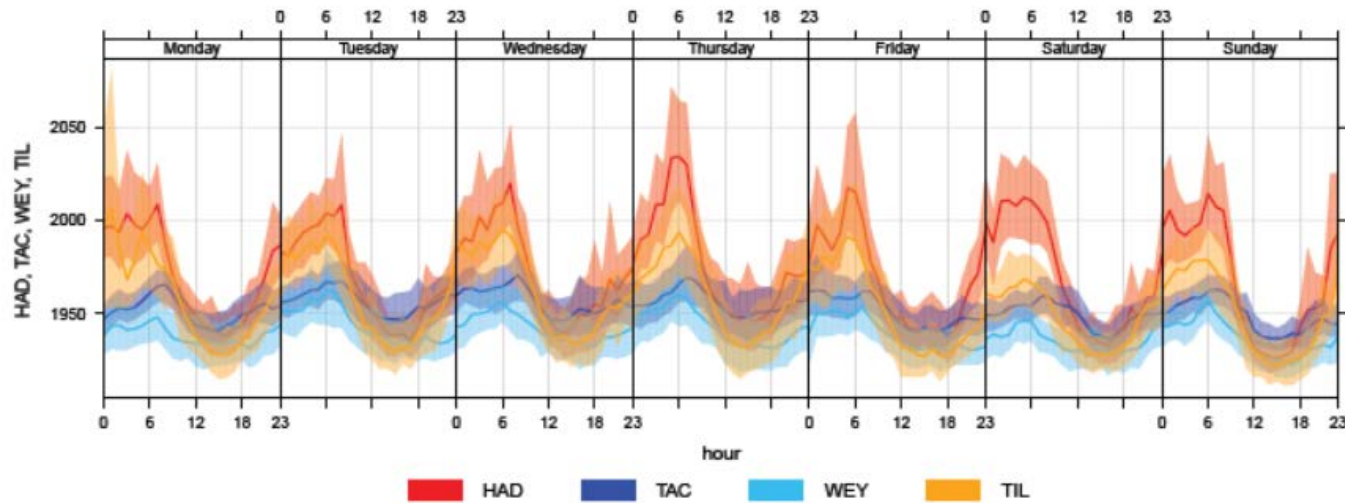 0 6 18 23 0 6 18 23 0 6 12 18 23
Monday Tuesday Wednesday Thursday Friday Saturday Sunday
HAD, TAC, WEY, TIL
2050
2000
1950
0 6 12 18 23 0 6 12 18 23 0 6 12 18 23 0 6 12 18 23
hour
HAD TAC WEY TIL